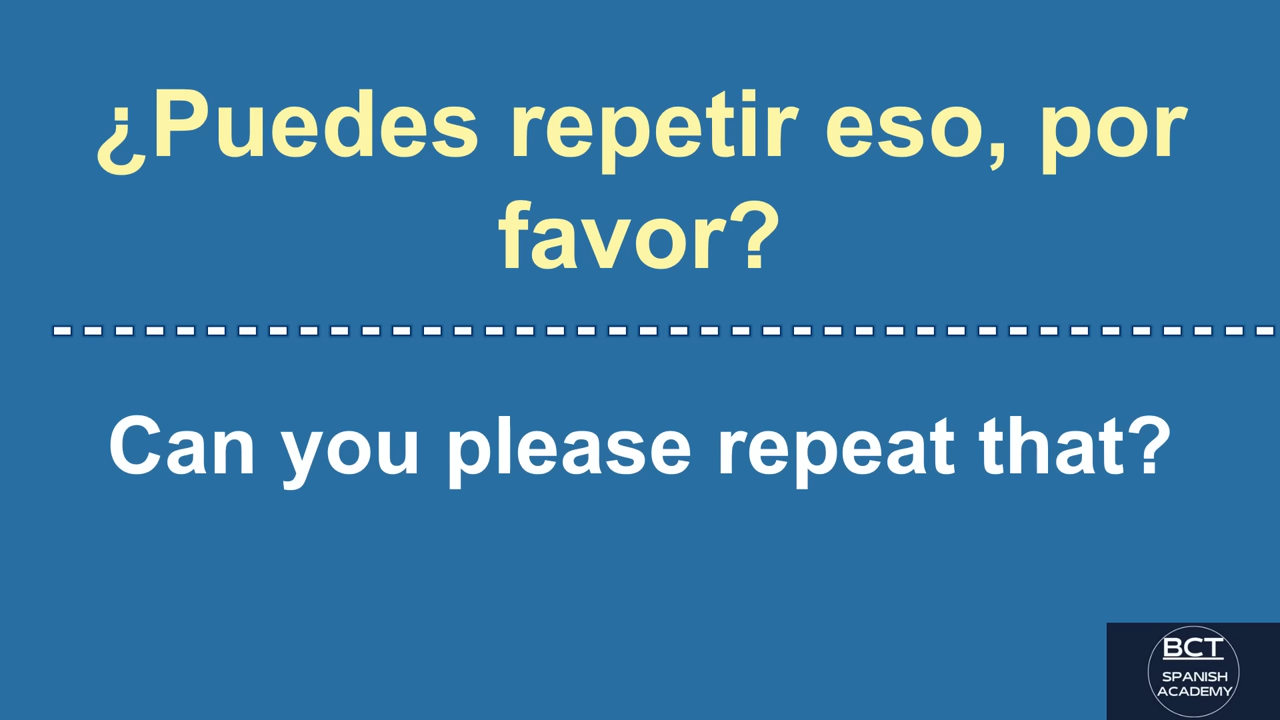 ¿Puedes repetir eso, por
favor?
Can you please repeat that?
BCT
SPANISH
ACADEMY